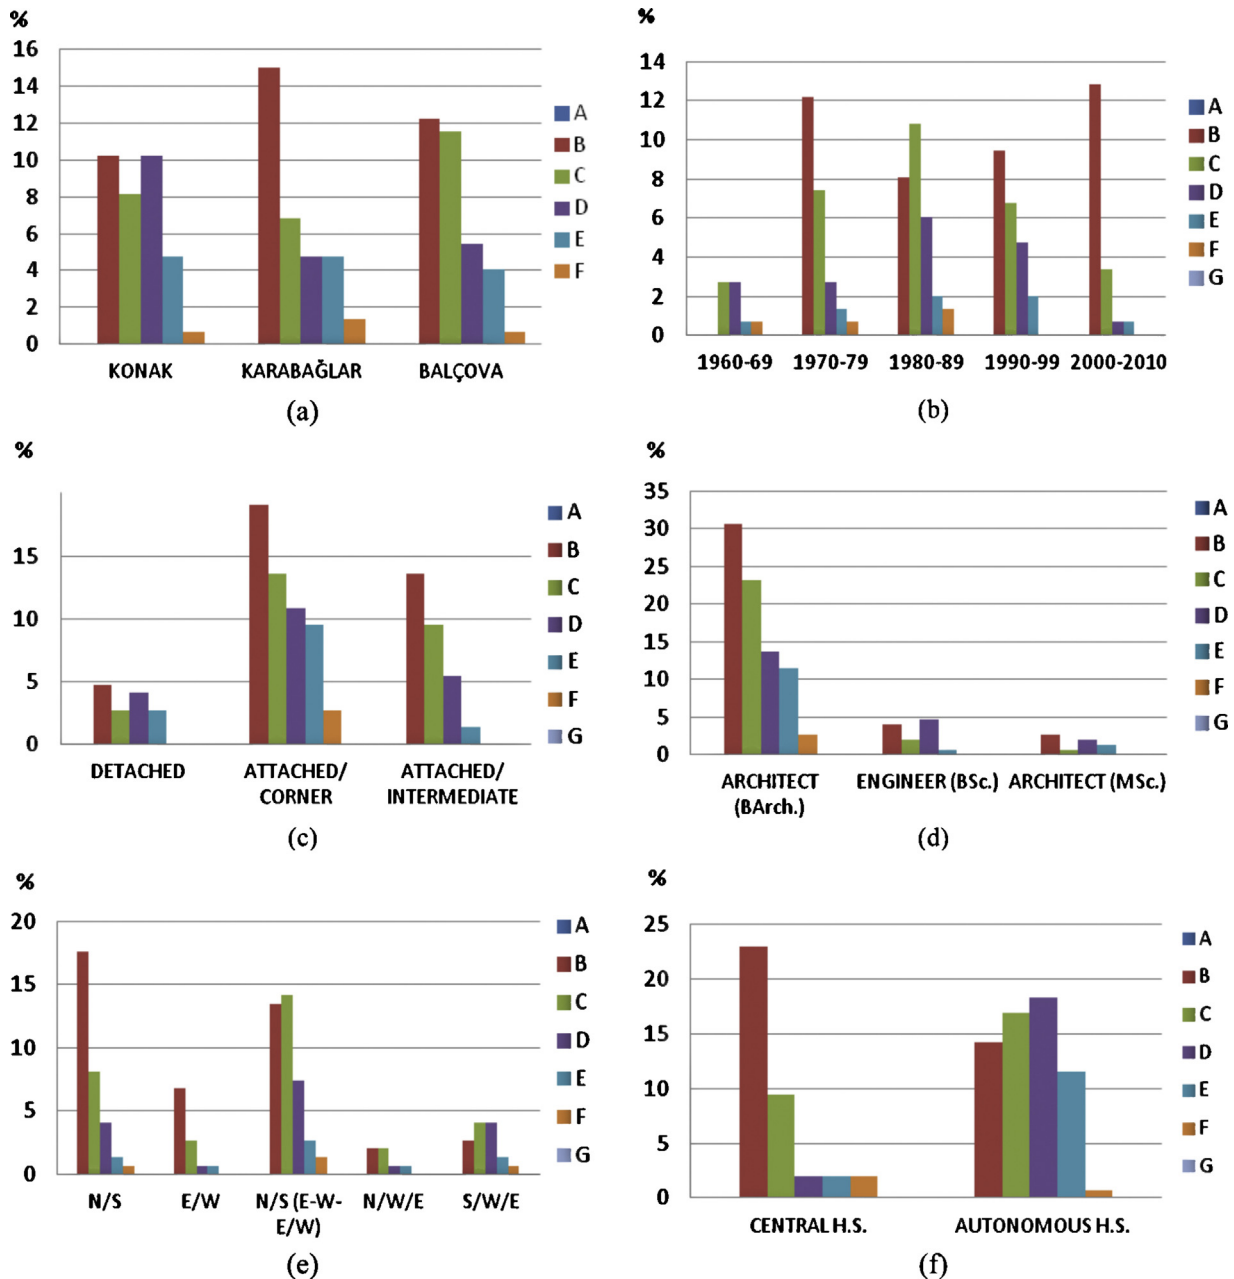 %
16
14
12
10
8
6
4
2
0
KONAK KARABAĞLAR BALÇOVA
A
B
C
D
E
F
(a)
%
14
12
10
8
6
4
2
0
1960-69 1970-79 1980-89 1990-99 2000-2010
A
B
C
D
E
F
G
(b)
%
15
10
5
0
DETACHED ATTACHED/ ATTACHED/
CORNER INTERMEDIATE
A
B
C
D
E
F
G
(c)
%
35
30
25
20
15
10
5
0
ARCHITECT ENGINEER (BSc.) ARCHITECT (MSc.)
(BArch.)
A
B
C
D
E
F
G
(d)
%
20
15
10
5
0
N/S E/W N/S (E-W- N/W/E S/W/E
E/W)
A
B
C
D
E
F
G
(e)
%
25
20
15
10
5
0
CENTRAL H.S. AUTONOMOUS H.S.
A
B
C
D
E
F
G
(f)